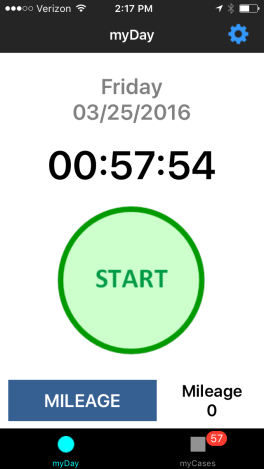 Verizon 2:17 PM
myDay
Friday
03/25/2016
00:57:54
START
MILEAGE
Mileage
0
57
myDay myCases